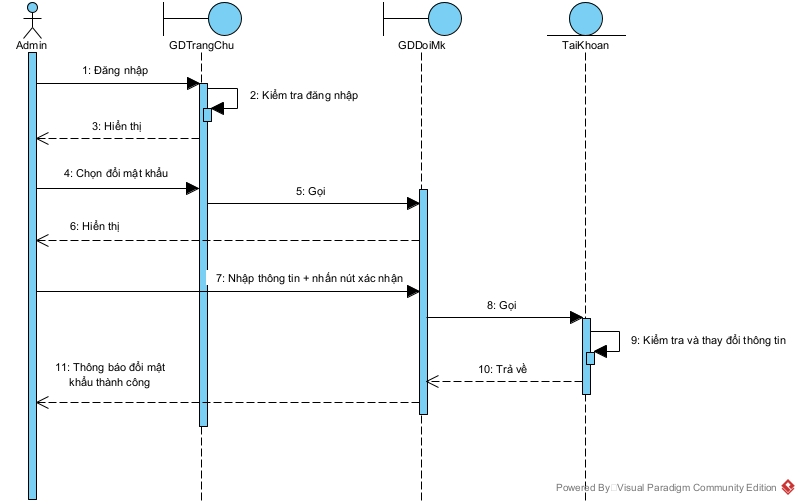 Admin
GDTrangChu
GDDoiMk
TaiKhoan
1: Đăng nhập
2: Kiểm tra đăng nhập
3: Hiển thị
4: Chọn đổi mật khẩu
5: Gọi
6: Hiển thị
7: Nhập thông tin + nhấn nút xác nhận
8: Gọi
9: Kiểm tra và thay đổi thông tin
10: Trả về
11: Thông báo đổi mật
khẩu thành công
Powered By Visual Paradigm Community Edition